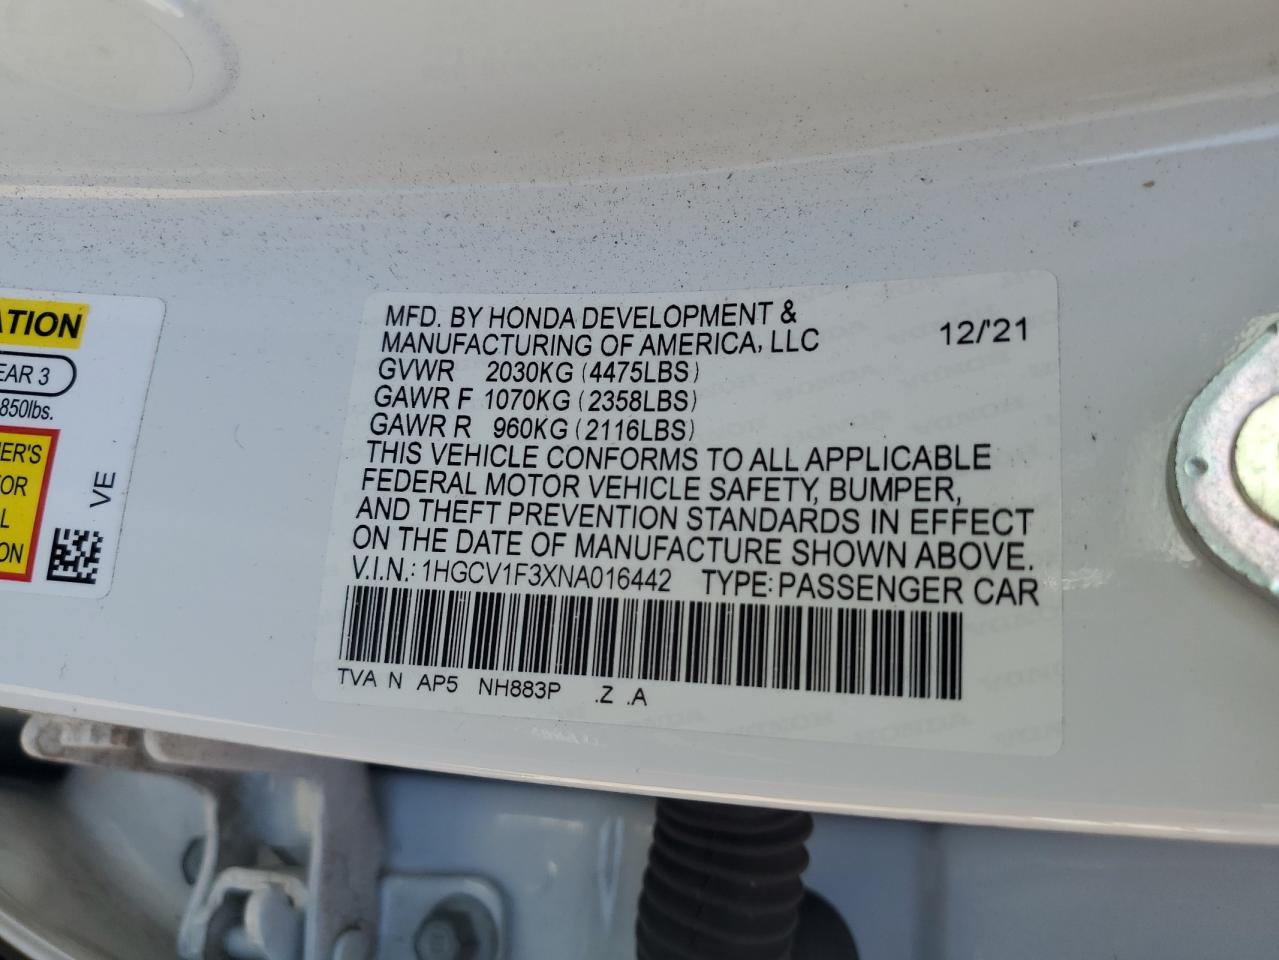 ATION
EAR 3
850lbs.
ER'S
OR
L
ON
VE
MFD. BY HONDA DEVELOPMENT &
MANUFACTURING OF AMERICA, LLC 12/'21
GVWR 2030KG (4475LBS)
GAWR F 1070KG (2358LBS)
GAWR R 960KG (2116LBS)
THIS VEHICLE CONFORMS TO ALL APPLICABLE
FEDERAL MOTOR VEHICLE SAFETY, BUMPER,
AND THEFT PREVENTION STANDARDS IN EFFECT
ON THE DATE OF MANUFACTURE SHOWN ABOVE.
V.I.N.: 1HGCV1F3XNA016442 TYPE: PASSENGER CAR
TVA N AP5 NH883P .Z .A